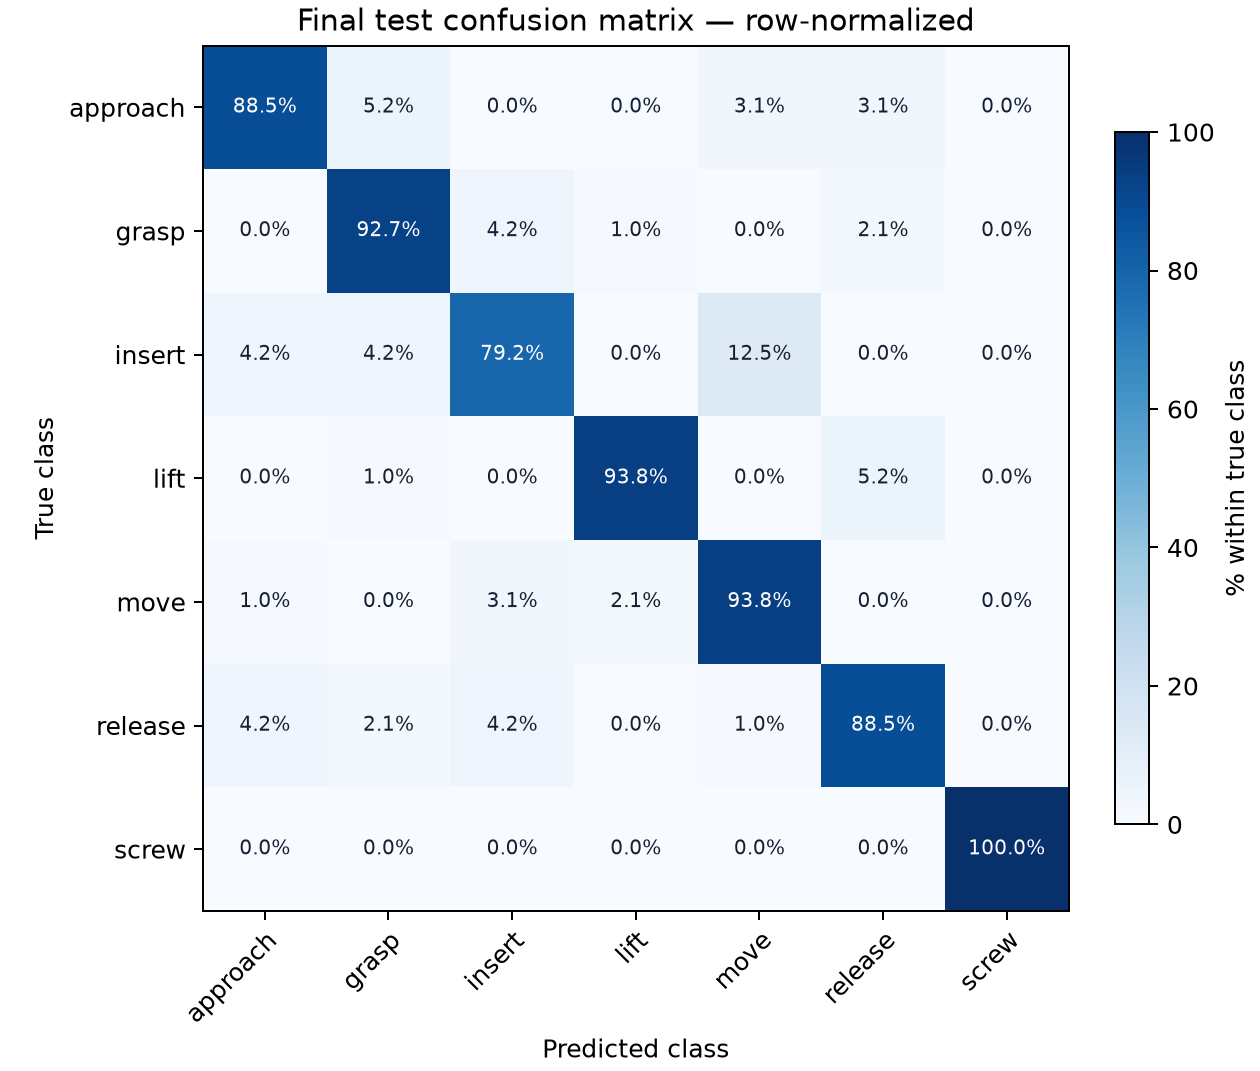 Final test confusion matrix — row-normalized
approach 88.5% 5.2% 0.0% 0.0% 3.1% 3.1% 0.0%
grasp 0.0% 92.7% 4.2% 1.0% 0.0% 2.1% 0.0%
insert 4.2% 4.2% 79.2% 0.0% 12.5% 0.0% 0.0%
lift 0.0% 1.0% 0.0% 93.8% 0.0% 5.2% 0.0%
move 1.0% 0.0% 3.1% 2.1% 93.8% 0.0% 0.0%
release 4.2% 2.1% 4.2% 0.0% 1.0% 88.5% 0.0%
screw 0.0% 0.0% 0.0% 0.0% 0.0% 0.0% 100.0%
approach grasp insert lift move release screw
Predicted class
True class
100
80
60
40
20
0
% within true class